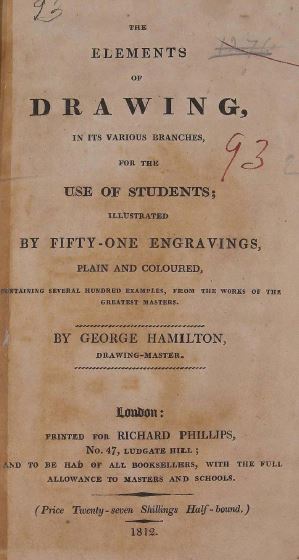 93
THE
ELEMENTS
OF
DRAWING,
IN ITS VARIOUS BRANCHES,
FOR THE
93
USE OF STUDENTS;
ILLUSTRATED
BY FIFTY-ONE ENGRAVINGS,
PLAIN AND COLOURED,
CONTAINING SEVERAL HUNDRED EXAMPLES, FROM THE WORKS OF THE
GREATEST MASTERS.
BY GEORGE HAMILTON,
DRAWING-MASTER.
London:
PRINTED FOR RICHARD PHILLIPS,
No. 47, LUDGATE HILL;
AND TO BE HAD OF ALL BOOKSELLERS, WITH THE FULL
ALLOWANCE TO MASTERS AND SCHOOLS.
(Price Twenty-seven Shillings Half-bound.)
1812.